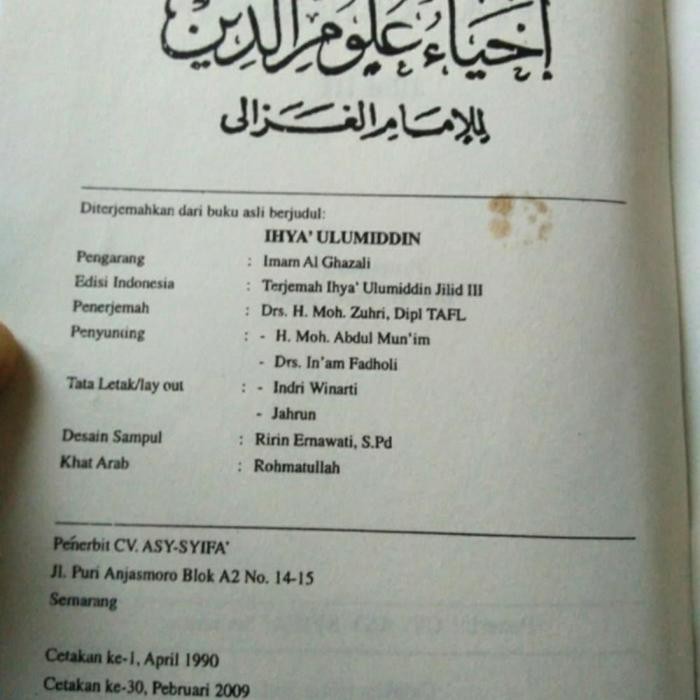 إحياء علوم الدين
للإمام الغزالى
Diterjemahkan dari buku asli berjudul:
IHYA' ULUMIDDIN
Pengarang : Imam Al Ghazali
Edisi Indonesia : Terjemah Ihya' Ulumiddin Jilid III
Penerjemah : Drs. H. Moh. Zuhri, Dipl TAFL
Penyunting : - H. Moh. Abdul Mun'im
- Drs. In'am Fadholi
Tata Letak/lay out : - Indri Winarti
- Jahrun
Desain Sampul : Ririn Ernawati, S.Pd
Khat Arab : Rohmatullah
Penerbit CV. ASY-SYIFA'
Jl. Puri Anjasmoro Blok A2 No. 14-15
Semarang
Cetakan ke-1, April 1990
Cetakan ke-30, Pebruari 2009